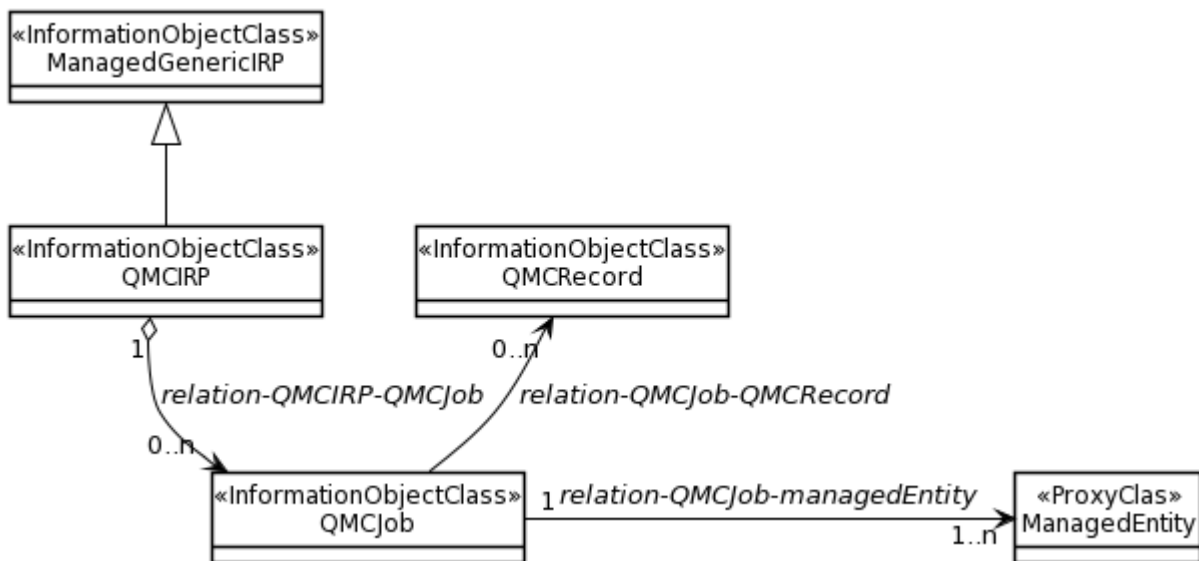 «InformationObjectClass»
ManagedGenericIRP
«InformationObjectClass»
QMCIRP
«InformationObjectClass»
QMCRecord
1
0..n
relation-QMCIRP-QMCJob
relation-QMCJob-QMCRecord
0..n
«InformationObjectClass»
QMCJob
1
relation-QMCJob-managedEntity
1..n
«ProxyClas»
ManagedEntity